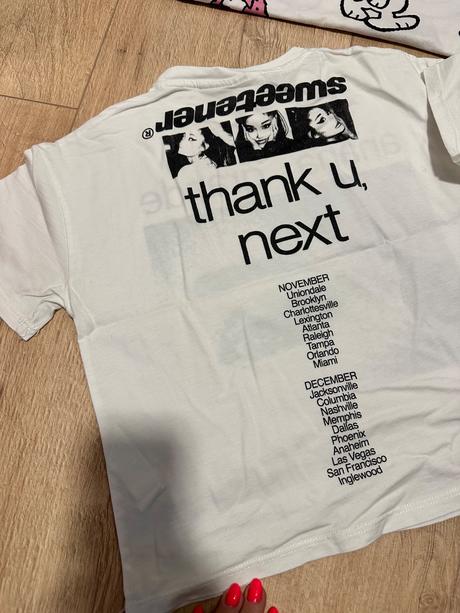 sweetener®
thank u,
next
NOVEMBER
Uniondale
Brooklyn
Charlottesville
Lexington
Atlanta
Raleigh
Tampa
Orlando
Miami
DECEMBER
Jacksonville
Columbia
Nashville
Memphis
Dallas
Phoenix
Anaheim
Las Vegas
San Francisco
Inglewood